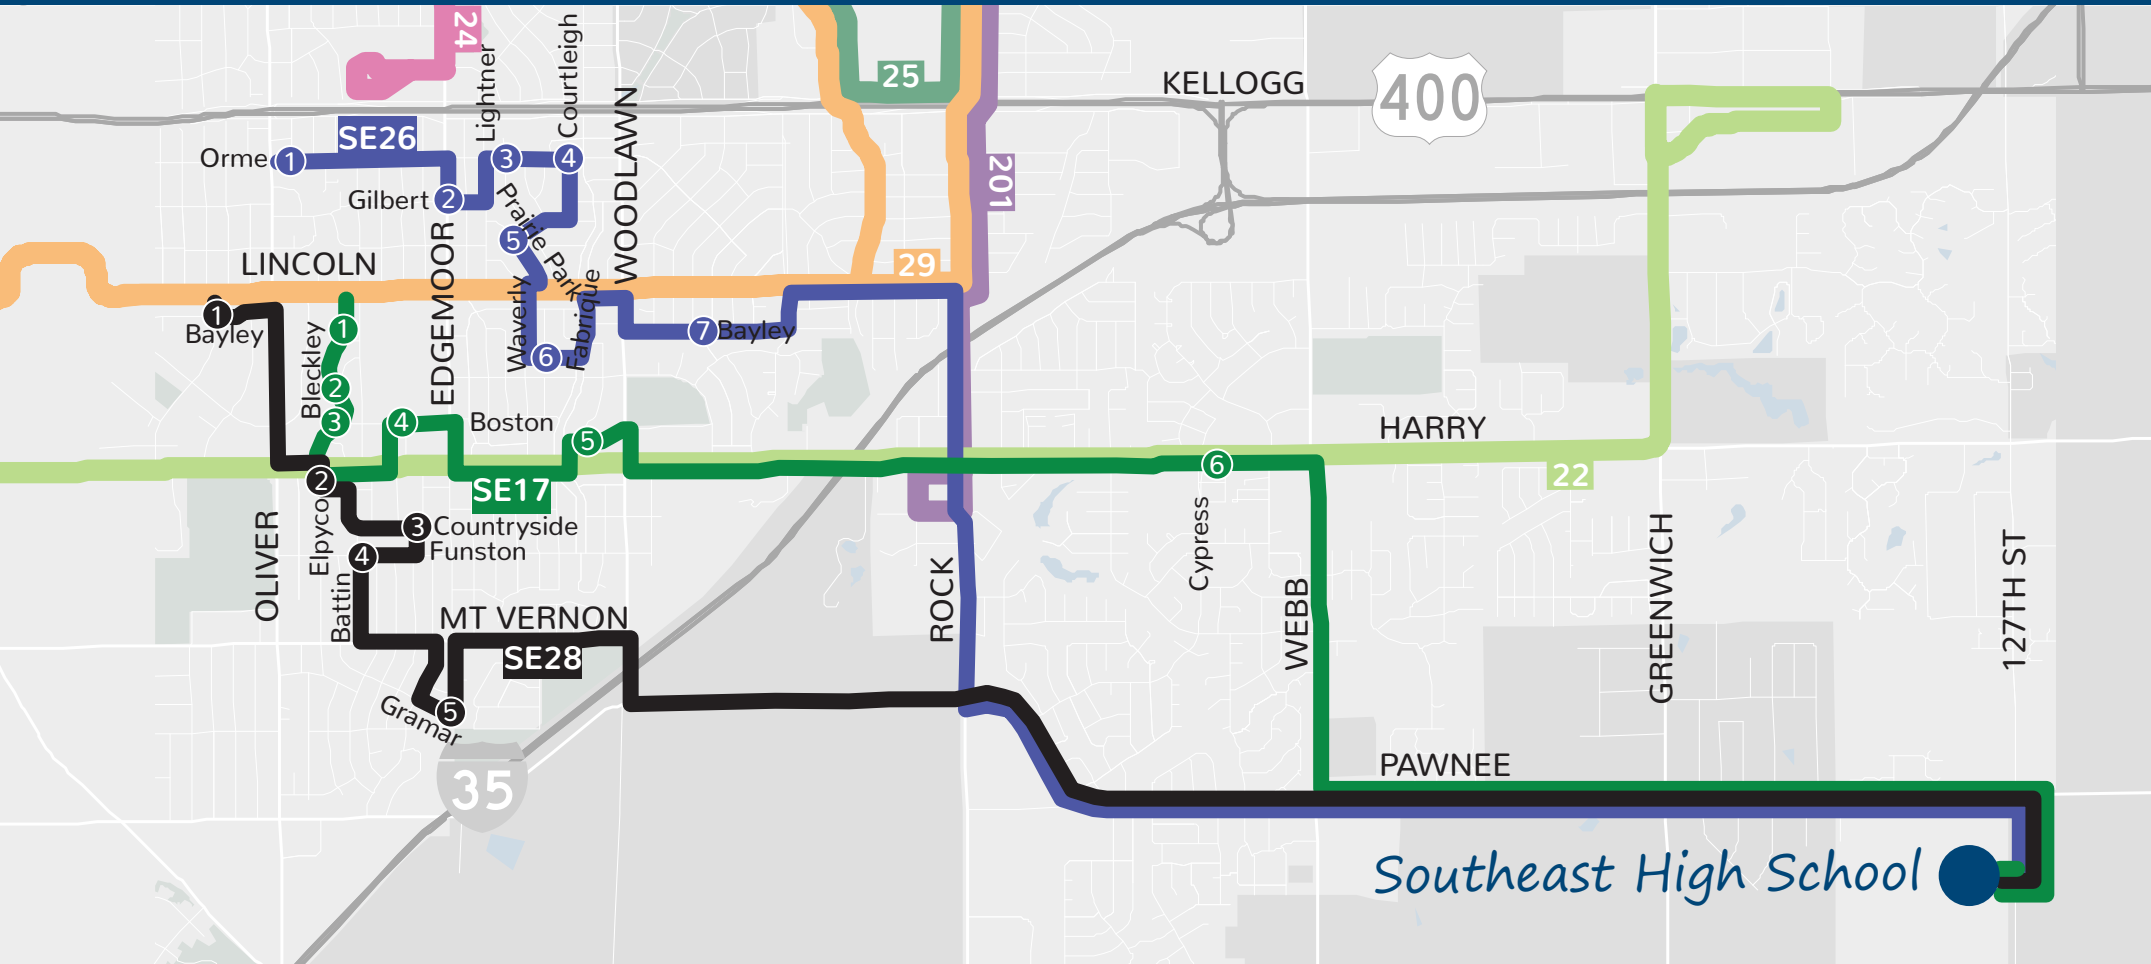 24
Lightner
Courtleigh
25
KELLOGG
400
SE26
WOODLAWN
Orme
1
3
4
201
Gilbert
2
Prairie Park
5
EDGEMOOR
LINCOLN
29
1
Bayley
Bleckley
1
Waverly
Fabrique
6
7
Bayley
2
3
4
Boston
5
HARRY
6
22
2
SE17
OLIVER
Elpyco
3
Countryside
4
Funston
Cypress
ROCK
WEBB
GREENWICH
127TH ST
Battin
MT VERNON
SE28
Gramar
5
35
PAWNEE
Southeast High School